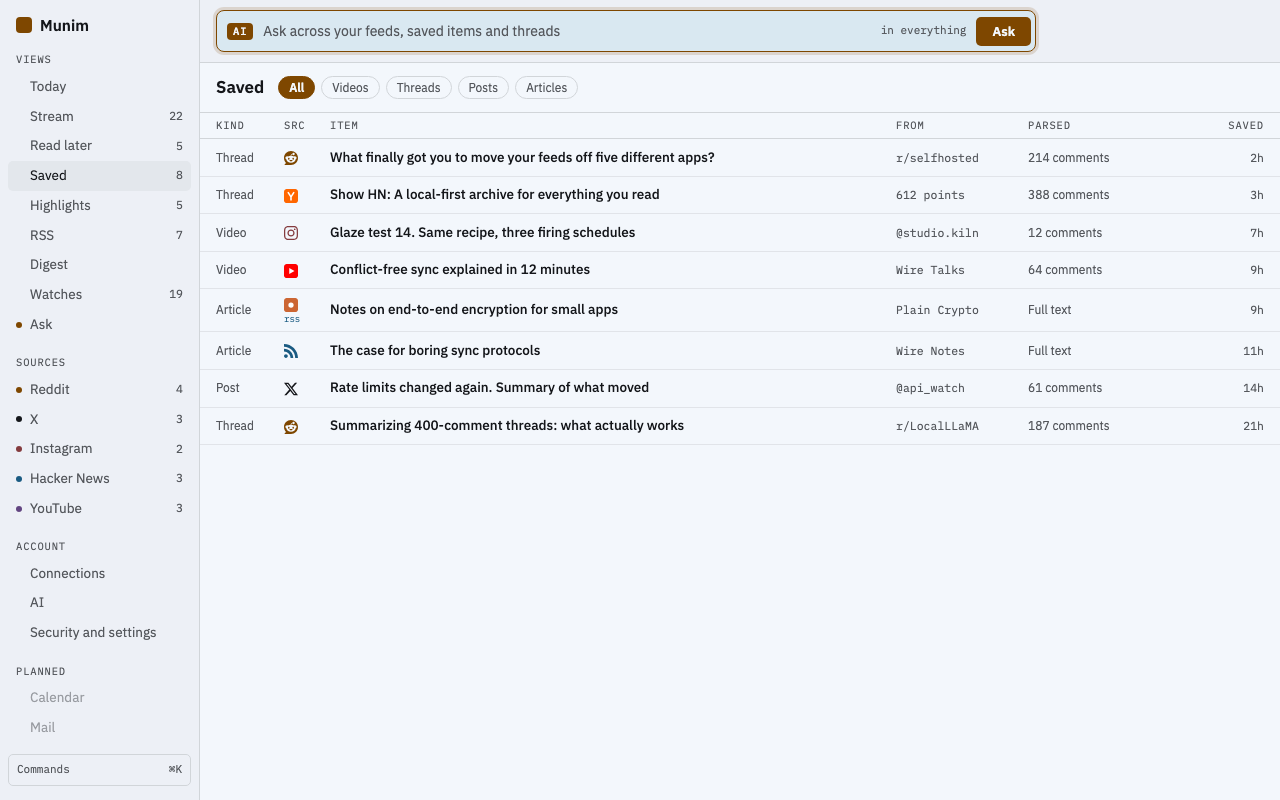 Munim
VIEWS
Today
Stream 22
Read later 5
Saved 8
Highlights 5
RSS 7
Digest
Watches 19
Ask
SOURCES
Reddit 4
X 3
Instagram 2
Hacker News 3
YouTube 3
ACCOUNT
Connections
AI
Security and settings
PLANNED
Calendar
Mail
Commands ⌘K
AI Ask across your feeds, saved items and threads in everything Ask
Saved All Videos Threads Posts Articles
KIND SRC ITEM FROM PARSED SAVED
Thread What finally got you to move your feeds off five different apps? r/selfhosted 214 comments 2h
Thread Y Show HN: A local-first archive for everything you read 612 points 388 comments 3h
Video Glaze test 14. Same recipe, three firing schedules @studio.kiln 12 comments 7h
Video Conflict-free sync explained in 12 minutes Wire Talks 64 comments 9h
Article rss Notes on end-to-end encryption for small apps Plain Crypto Full text 9h
Article The case for boring sync protocols Wire Notes Full text 11h
Post X Rate limits changed again. Summary of what moved @api_watch 61 comments 14h
Thread Summarizing 400-comment threads: what actually works r/LocalLLaMA 187 comments 21h